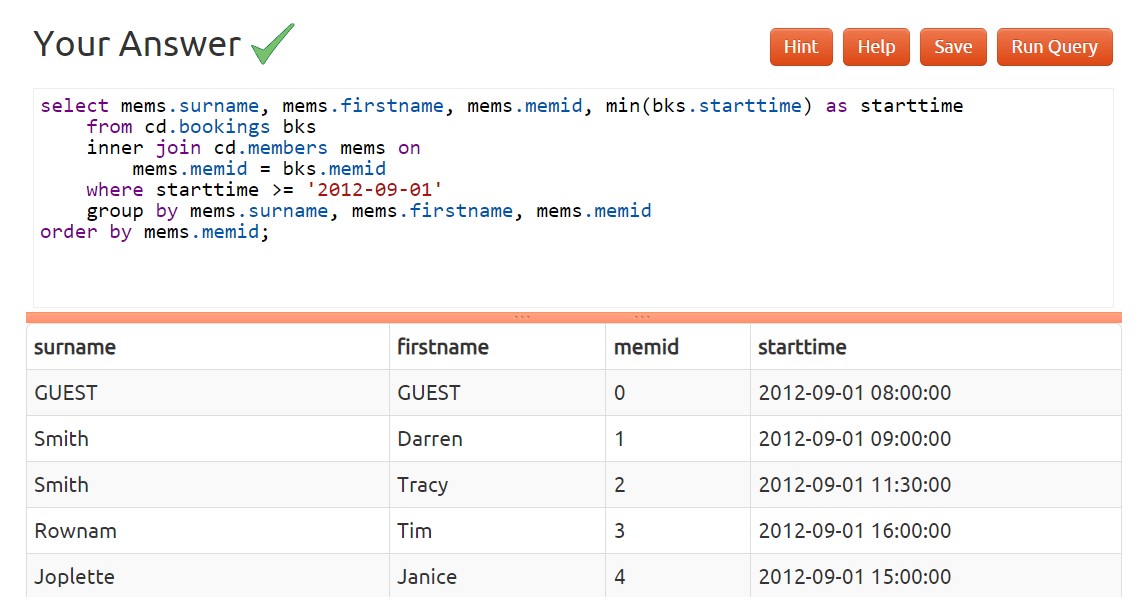 Your Answer
Hint Help Save Run Query
select mems.surname, mems.firstname, mems.memid, min(bks.starttime) as starttime
    from cd.bookings bks
    inner join cd.members mems on
        mems.memid = bks.memid
    where starttime >= '2012-09-01'
    group by mems.surname, mems.firstname, mems.memid
order by mems.memid;
surname firstname memid starttime
GUEST GUEST 0 2012-09-01 08:00:00
Smith Darren 1 2012-09-01 09:00:00
Smith Tracy 2 2012-09-01 11:30:00
Rownam Tim 3 2012-09-01 16:00:00
Joplette Janice 4 2012-09-01 15:00:00